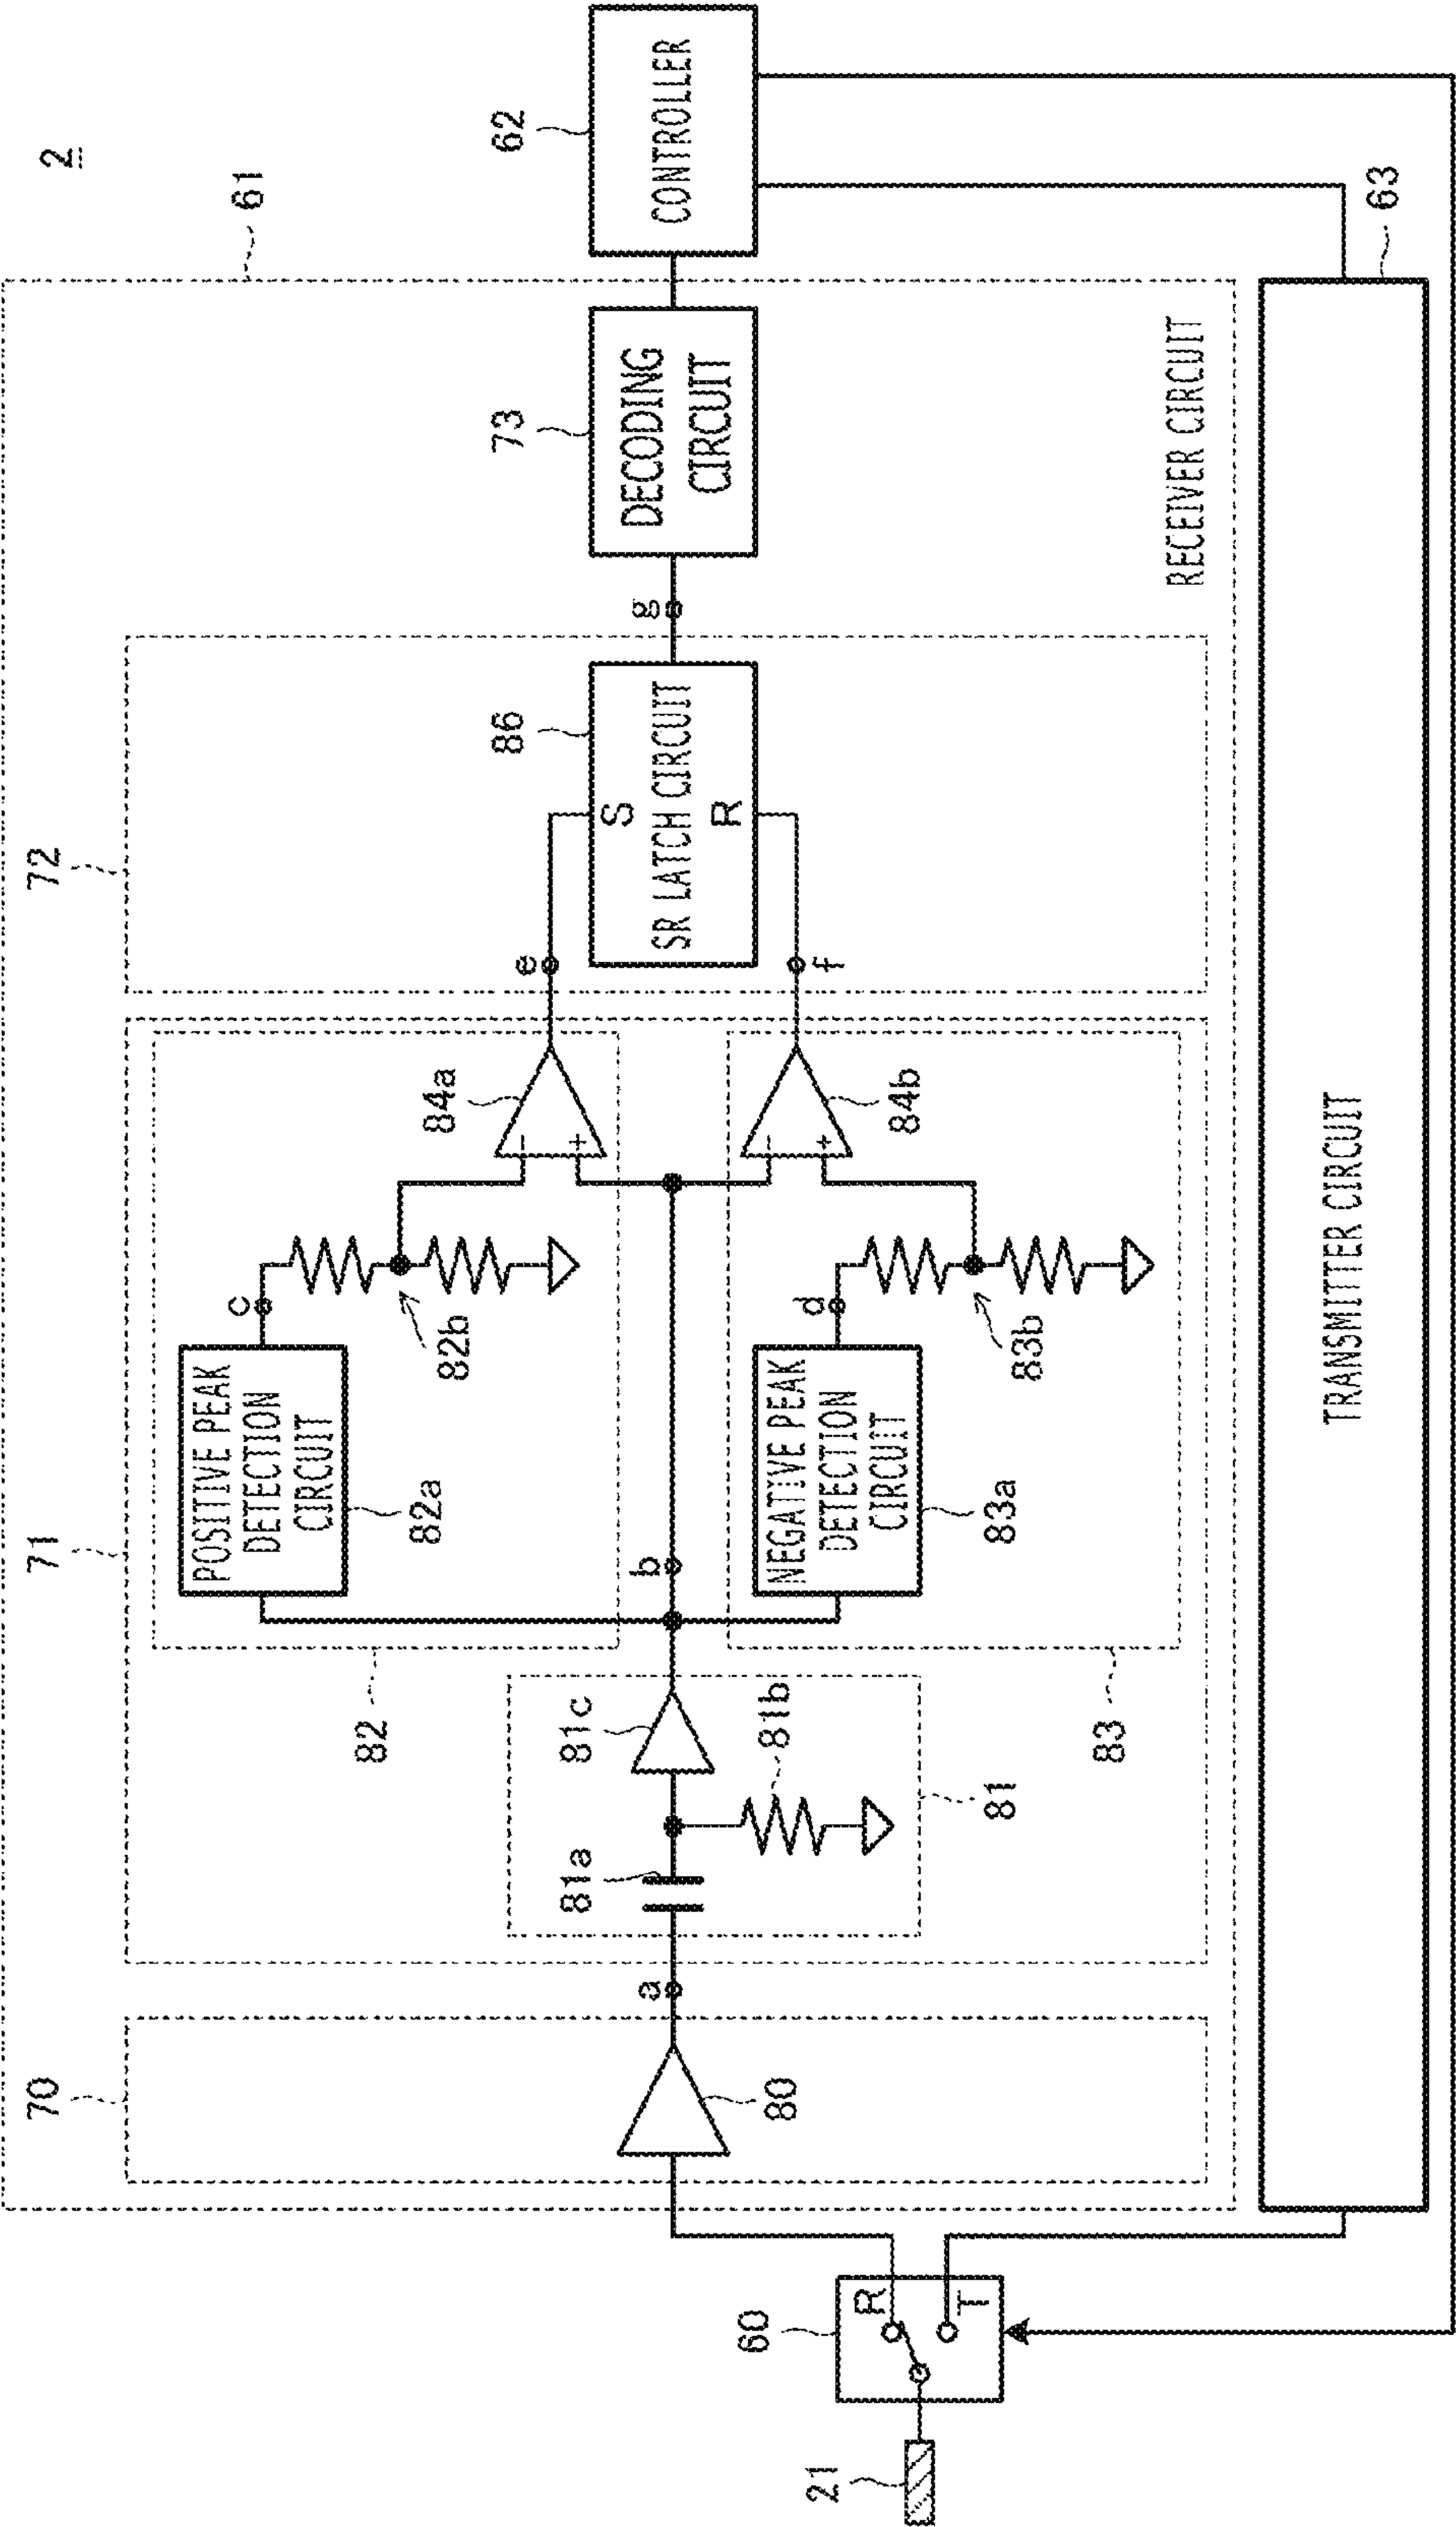 2
61
62
CONTROLLER
63
TRANSMITTER CIRCUIT
RECEIVER CIRCUIT
70
80
a
71
81
81a
81b
81c
b
82
POSITIVE PEAK
DETECTION
CIRCUIT
82a
c
82b
84a
-
+
83
NEGATIVE PEAK
DETECTION
CIRCUIT
83a
d
83b
84b
-
+
72
e
f
86
S
SR LATCH CIRCUIT
R
g
73
DECODING
CIRCUIT
60
R
T
21